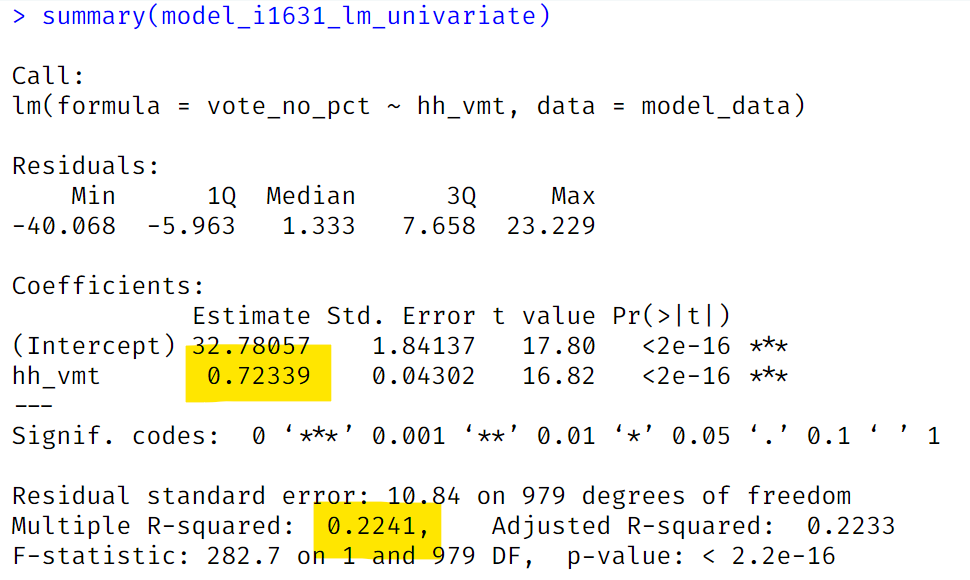 > summary(model_i1631_lm_univariate)
Call:
lm(formula = vote_no_pct ~ hh_vmt, data = model_data)
Residuals:
Min 1Q Median 3Q Max
-40.068 -5.963 1.333 7.658 23.229
Coefficients:
Estimate Std. Error t value Pr(>|t|)
(Intercept) 32.78057 1.84137 17.80 <2e-16 ***
hh_vmt 0.72339 0.04302 16.82 <2e-16 ***
---
Signif. codes: 0 ‘***’ 0.001 ‘**’ 0.01 ‘*’ 0.05 ‘.’ 0.1 ‘ ’ 1
Residual standard error: 10.84 on 979 degrees of freedom
Multiple R-squared: 0.2241, Adjusted R-squared: 0.2233
F-statistic: 282.7 on 1 and 979 DF, p-value: < 2.2e-16